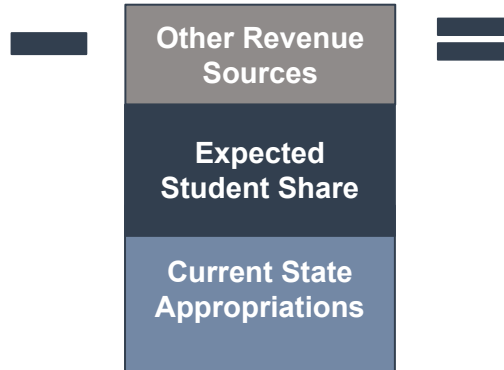 Other Revenue
Sources
Expected
Student Share
Current State
Appropriations